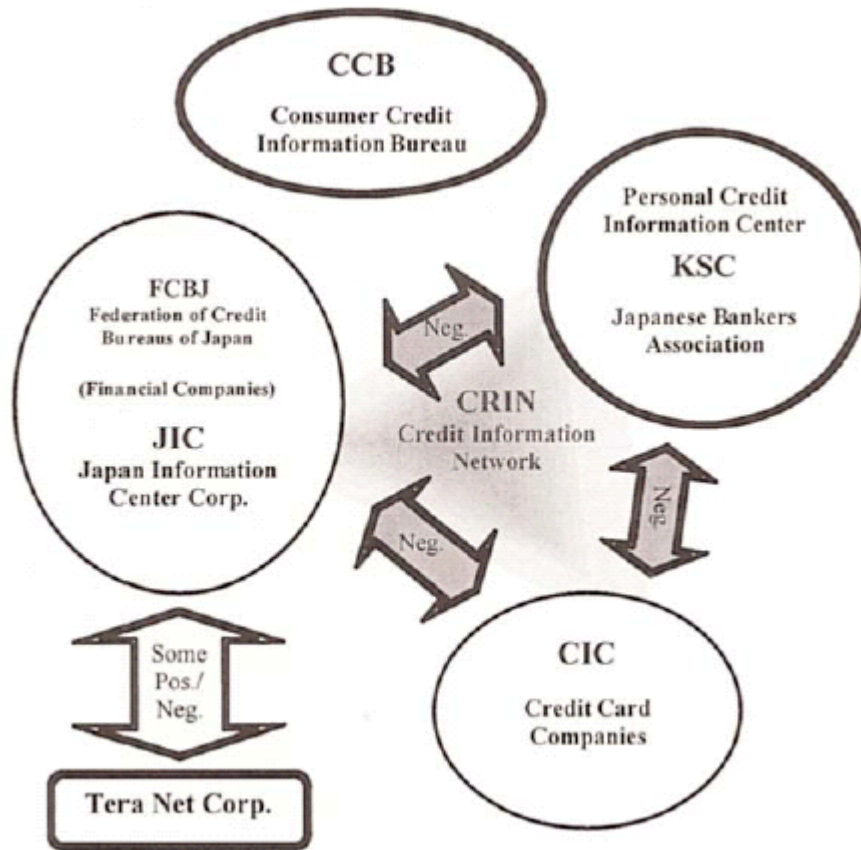 CCB
Consumer Credit
Information Bureau
Personal Credit
Information Center
KSC
Japanese Bankers
Association
FCBJ
Federation of Credit
Bureaus of Japan
(Financial Companies)
JIC
Japan Information
Center Corp.
Neg.
CRIN
Credit Information
Network
Neg.
Neg.
CIC
Credit Card
Companies
Some
Pos./
Neg.
Tera Net Corp.